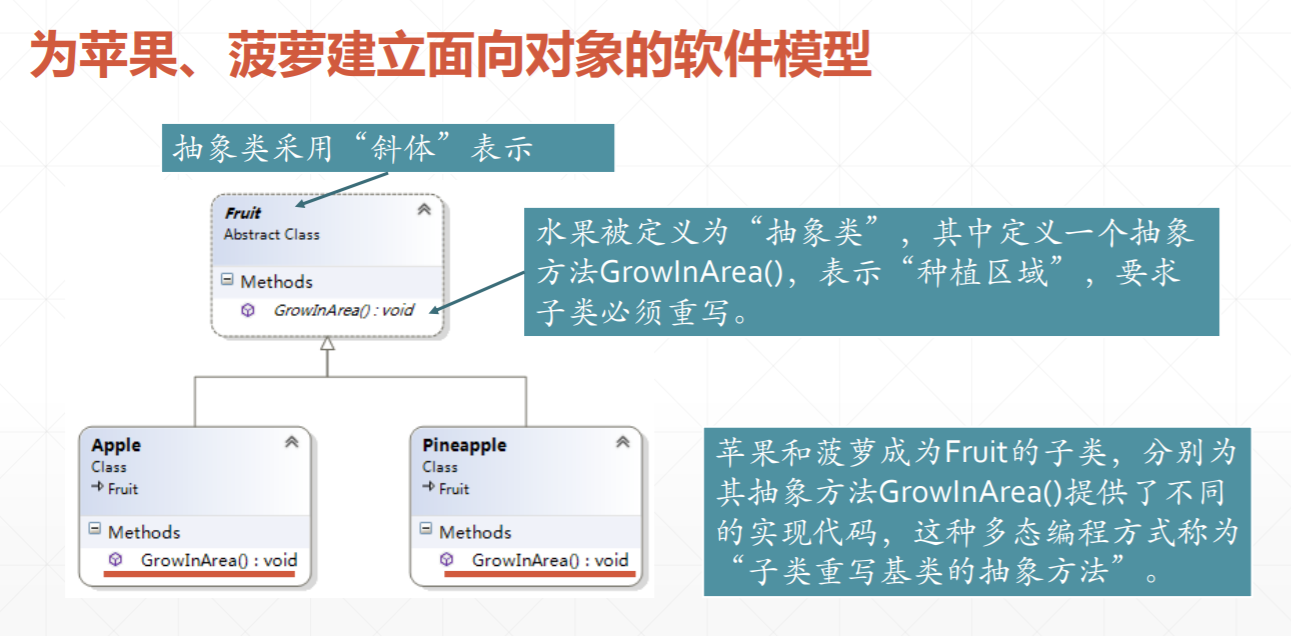 为苹果、菠萝建立面向对象的软件模型
抽象类采用“斜体”表示
Fruit
Abstract Class
Methods
GrowInArea() : void
水果被定义为“抽象类”，其中定义一个抽象
方法GrowInArea()，表示“种植区域”，要求
子类必须重写。
Apple
Class
Fruit
Methods
GrowInArea() : void
Pineapple
Class
Fruit
Methods
GrowInArea() : void
苹果和菠萝成为Fruit的子类，分别为
其抽象方法GrowInArea()提供了不同
的实现代码，这种多态编程方式称为
“子类重写基类的抽象方法”。